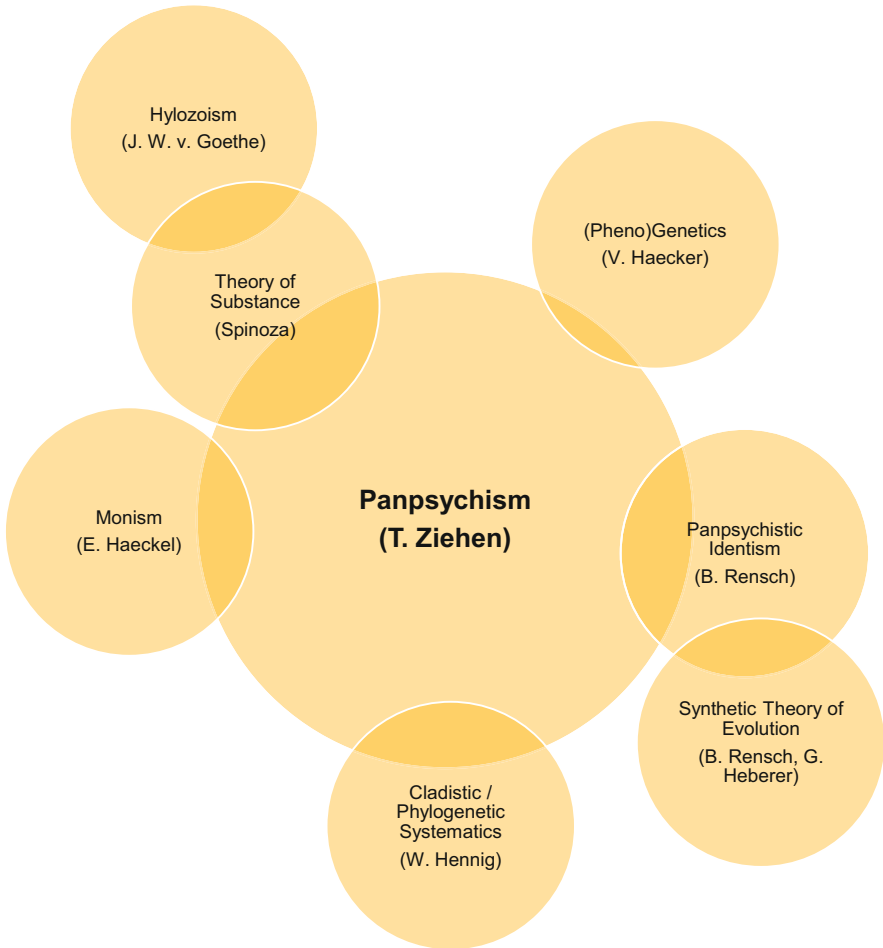 Hylozoism
(J. W. v. Goethe)
(Pheno)Genetics
(V. Haecker)
Theory of
Substance
(Spinoza)
Panpsychism
(T. Ziehen)
Monism
(E. Haeckel)
Panpsychistic
Identism
(B. Rensch)
Synthetic Theory of
Evolution
(B. Rensch, G.
Heberer)
Cladistic /
Phylogenetic
Systematics
(W. Hennig)